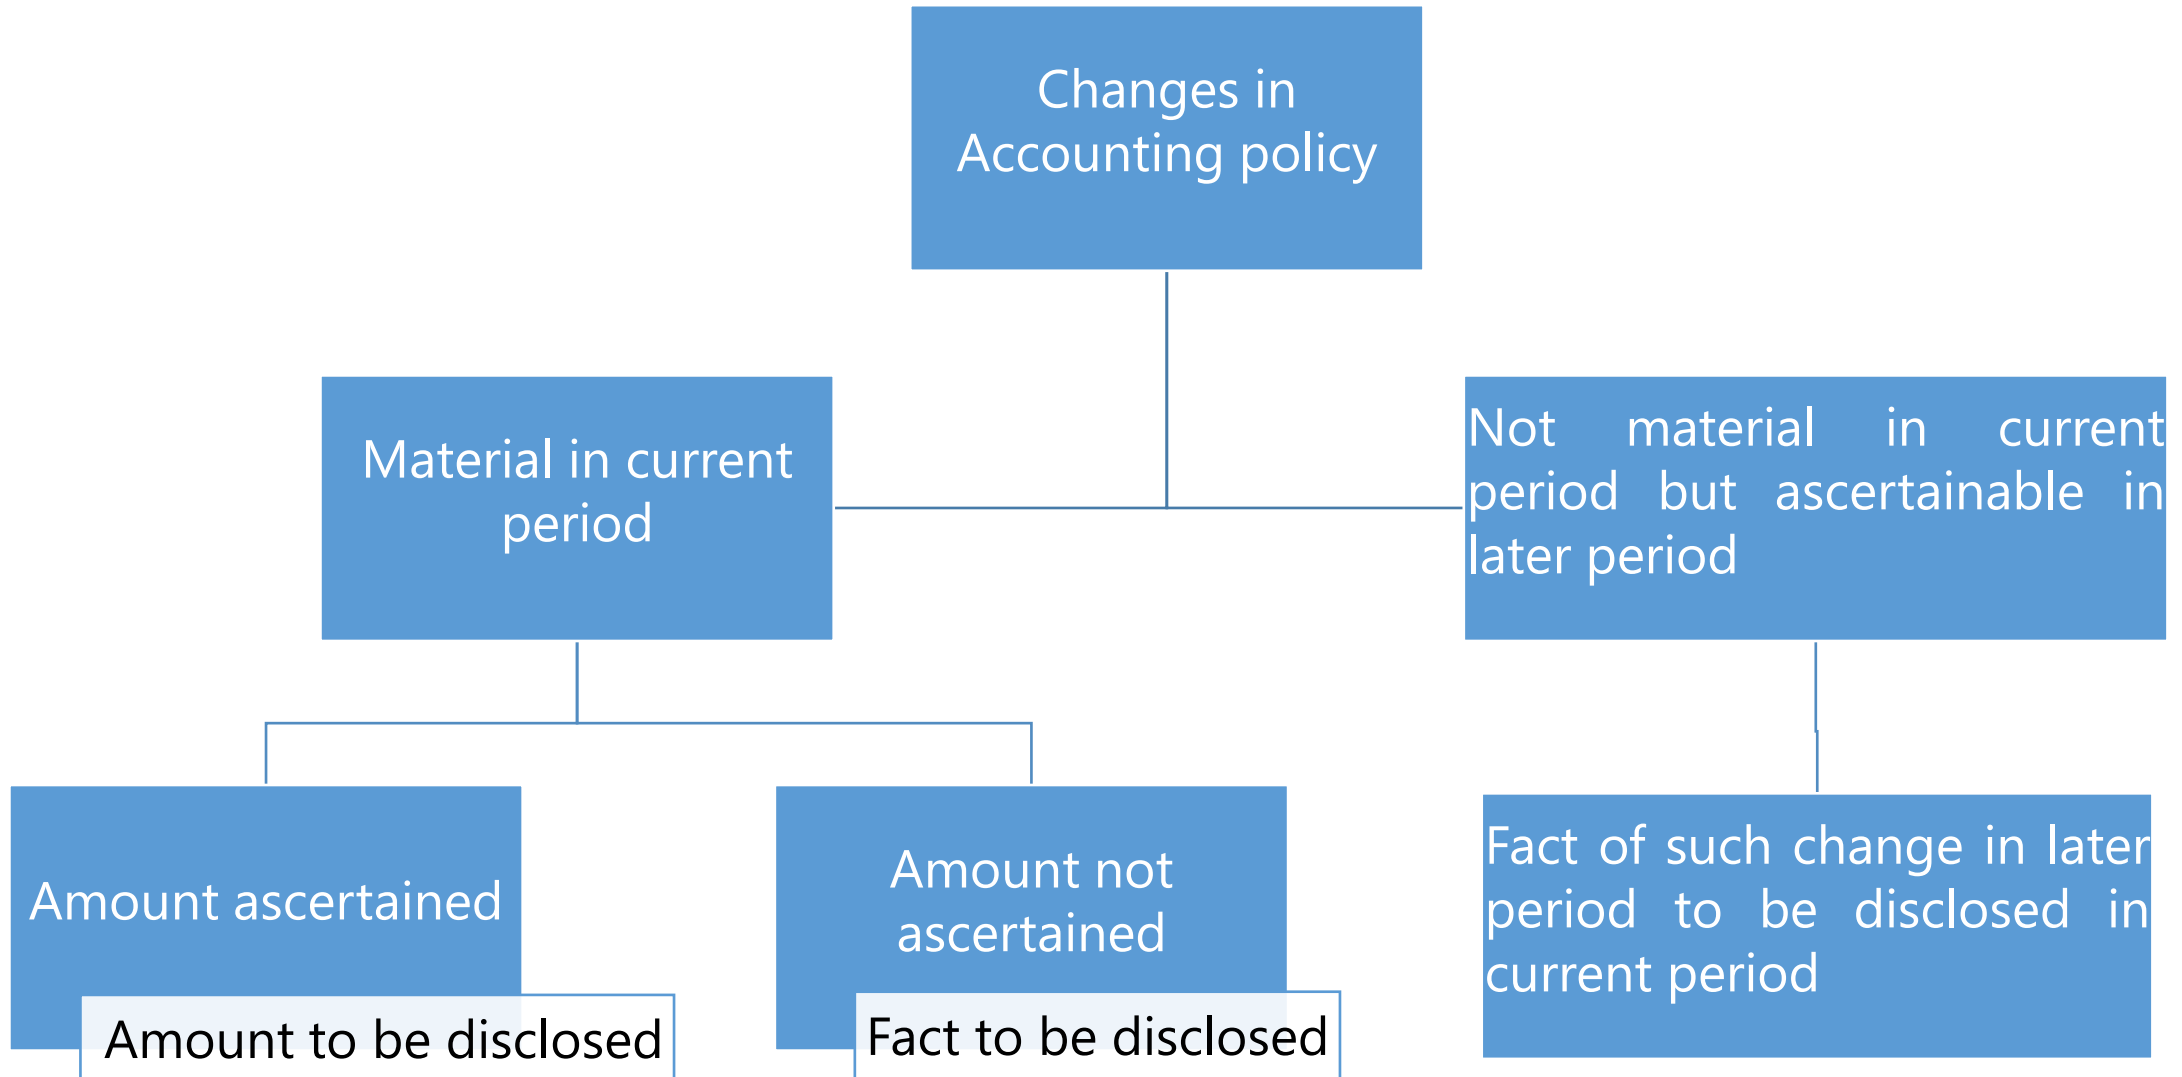 Changes in
Accounting policy
Material in current
period
Not material in current
period but ascertainable in
later period
Amount ascertained
Amount to be disclosed
Amount not
ascertained
Fact to be disclosed
Fact of such change in later
period to be disclosed in
current period